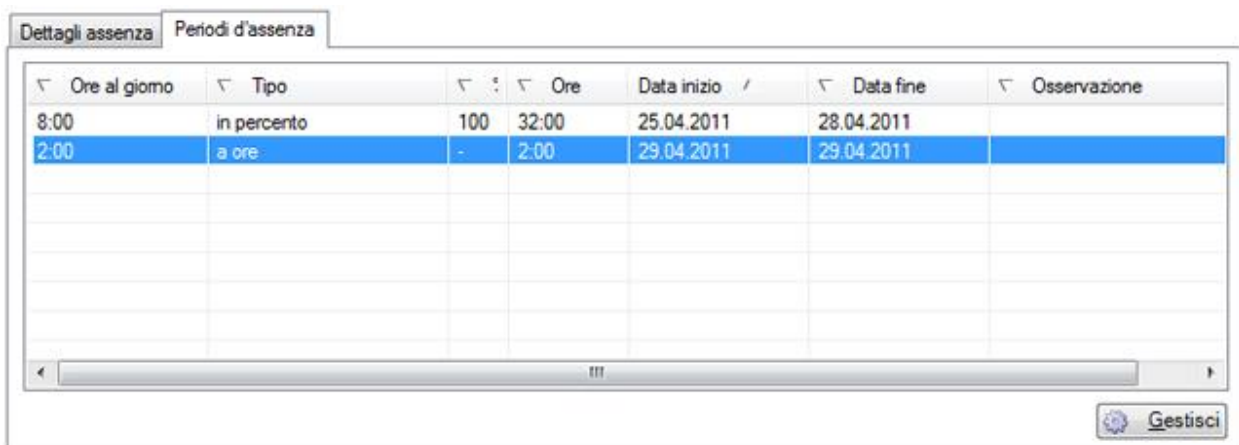 Dettagli assenza Periodi d'assenza
Ore al giorno Tipo Ore Data inizio Data fine Osservazione
8:00 in percento 100 32:00 25.04.2011 28.04.2011
2:00 a ore - 2:00 29.04.2011 29.04.2011
Gestisci